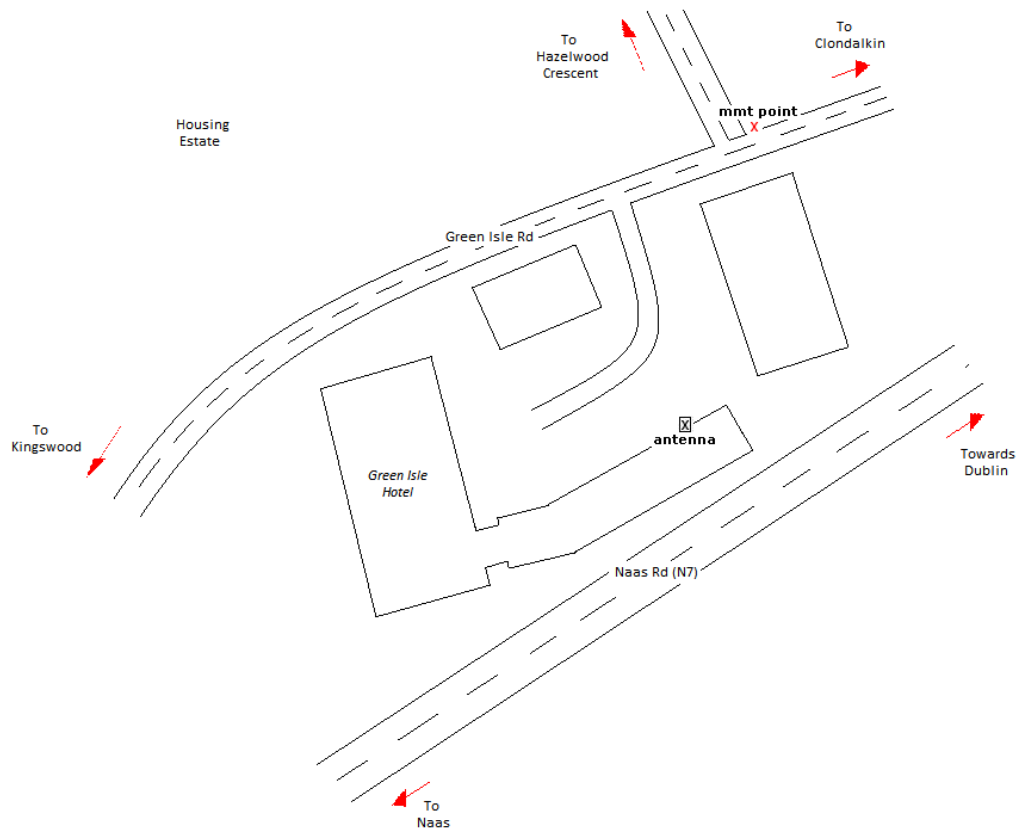 To
Hazelwood
Crescent
To
Clondalkin
mmt point
X
Housing
Estate
Green Isle Rd
To
Kingswood
X
antenna
Green Isle
Hotel
Towards
Dublin
Naas Rd (N7)
To
Naas